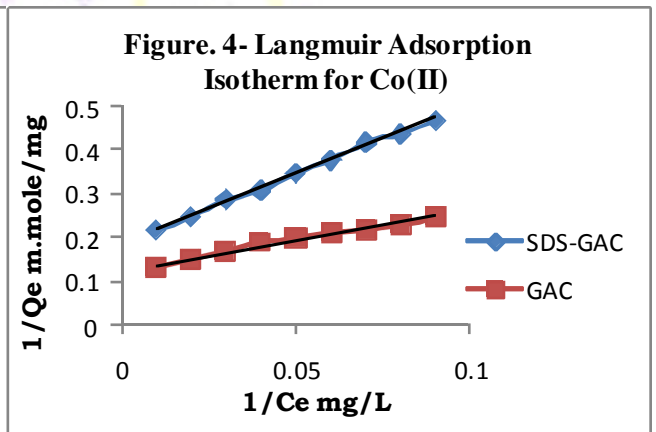 Figure. 4- Langmuir Adsorption
Isotherm for Co(II)
1/Qe m.mole/mg
0.5
0.4
0.3
0.2
0.1
0
0 0.05 0.1
1/Ce mg/L
SDS-GAC
GAC